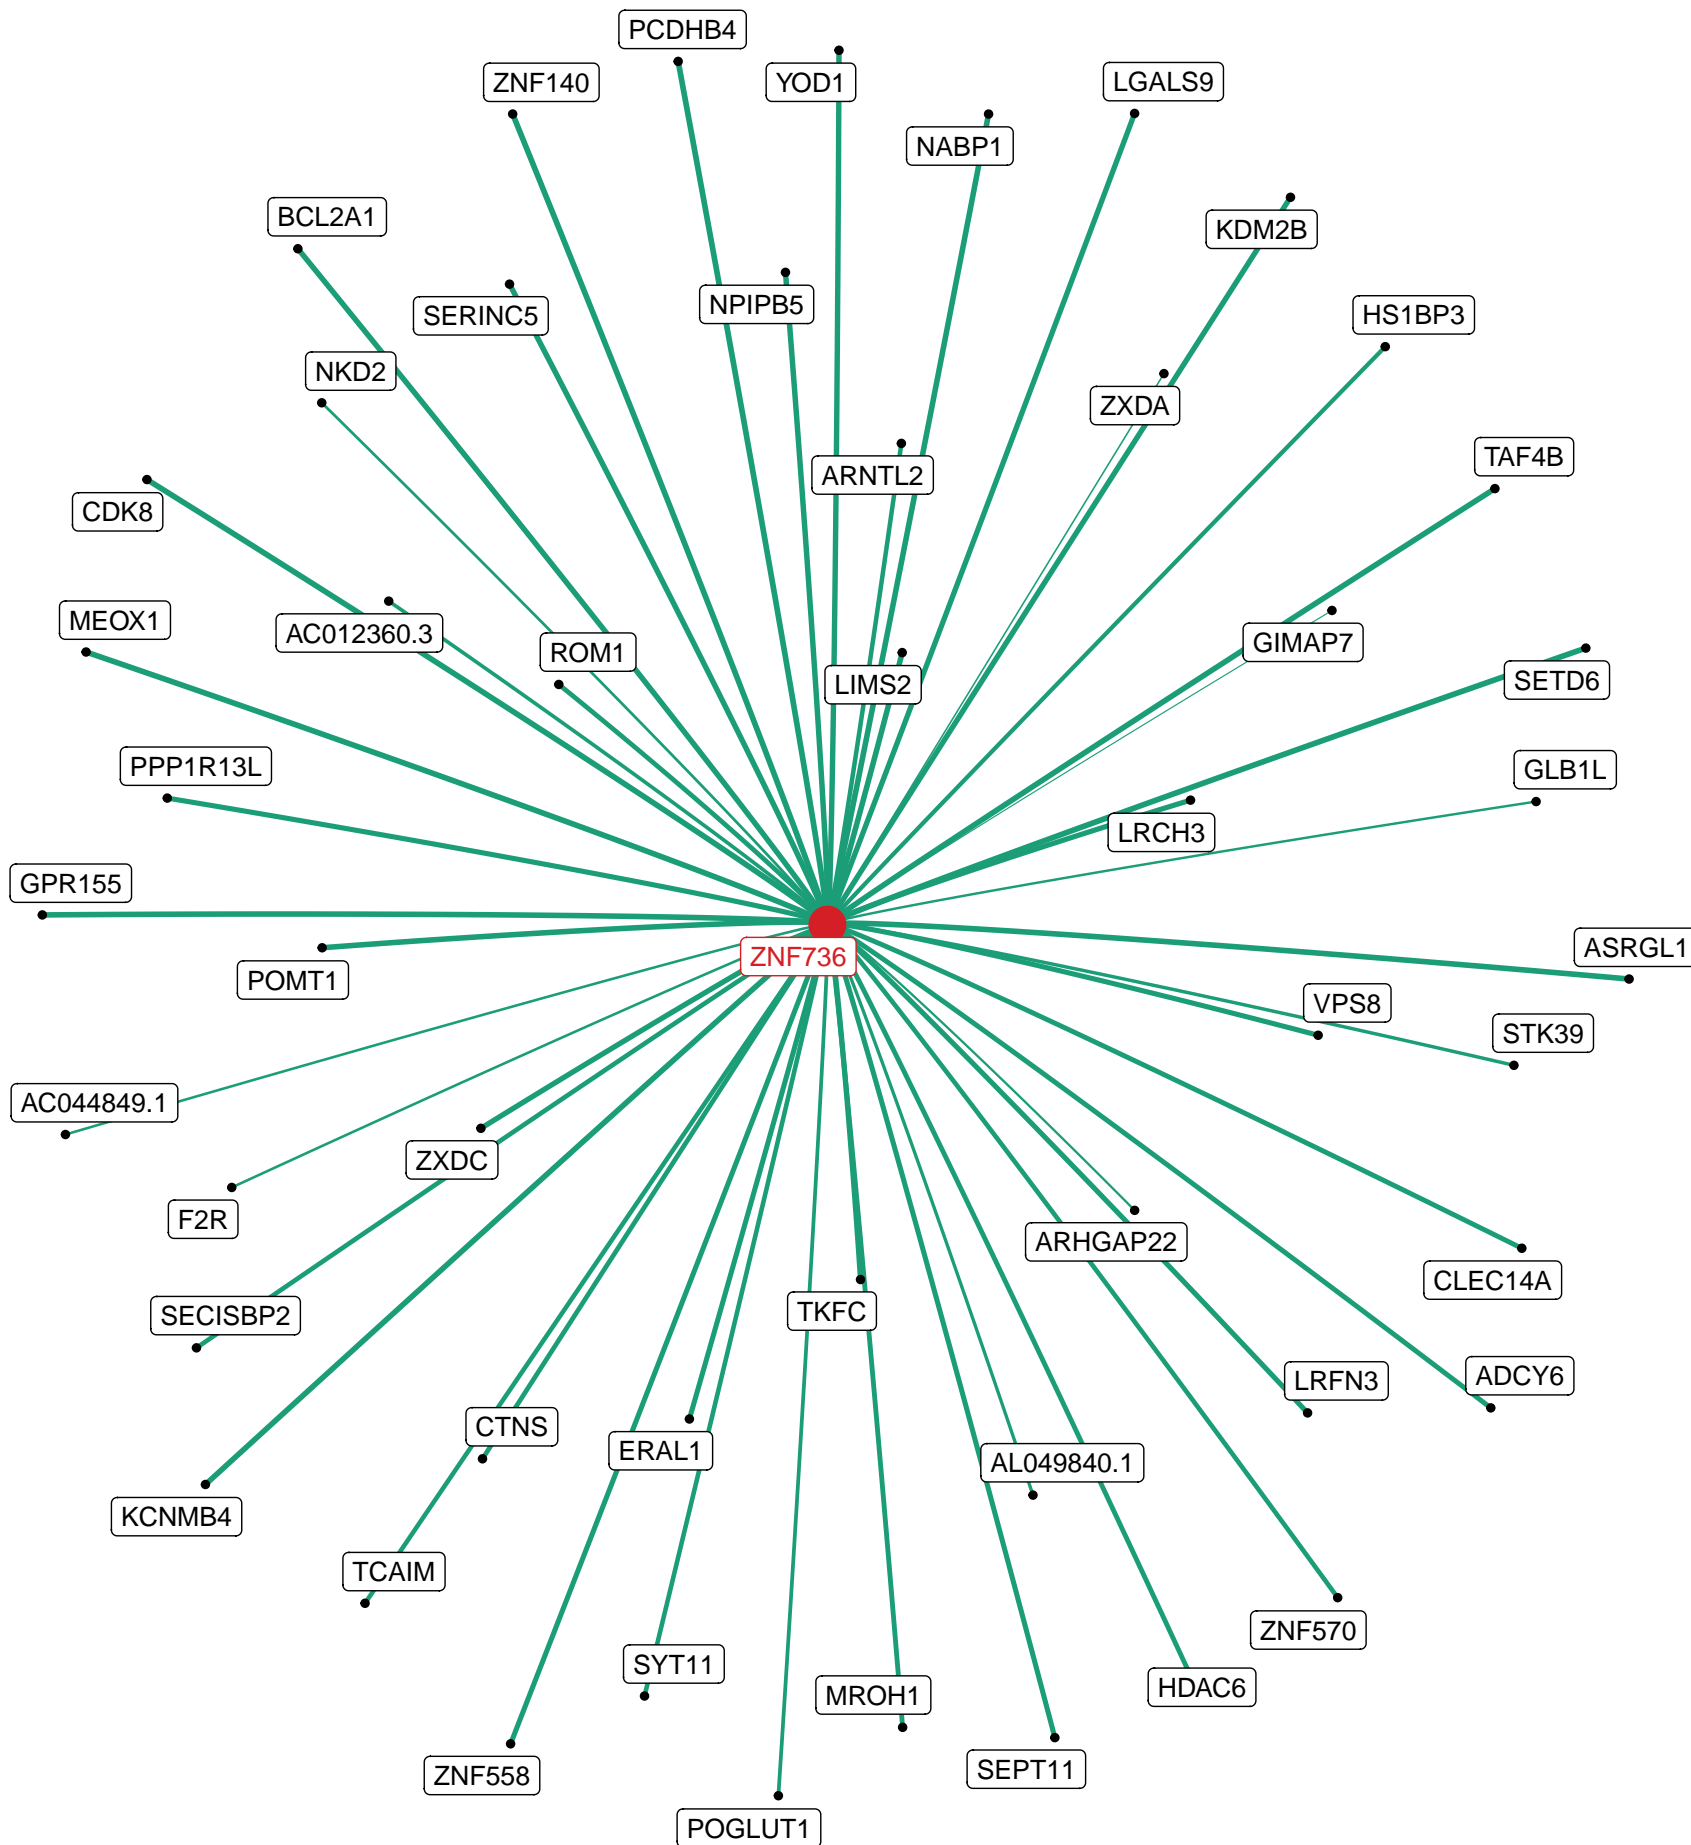 PCDHB4
YOD1
ZNF140
LGALS9
NABP1
BCL2A1
KDM2B
SERINC5
NPIPB5
HS1BP3
NKD2
ZXDA
TAF4B
ARNTL2
CDK8
MEOX1
AC012360.3
ROM1
GIMAP7
LIMS2
SETD6
PPP1R13L
GLB1L
LRCH3
GPR155
ASRGL1
ZNF736
POMT1
VPS8
STK39
AC044849.1
ZXDC
F2R
ARHGAP22
CLEC14A
SECISBP2
TKFC
ADCY6
LRFN3
CTNS
ERAL1
AL049840.1
KCNMB4
TCAIM
ZNF570
SYT11
HDAC6
MROH1
SEPT11
ZNF558
POGLUT1